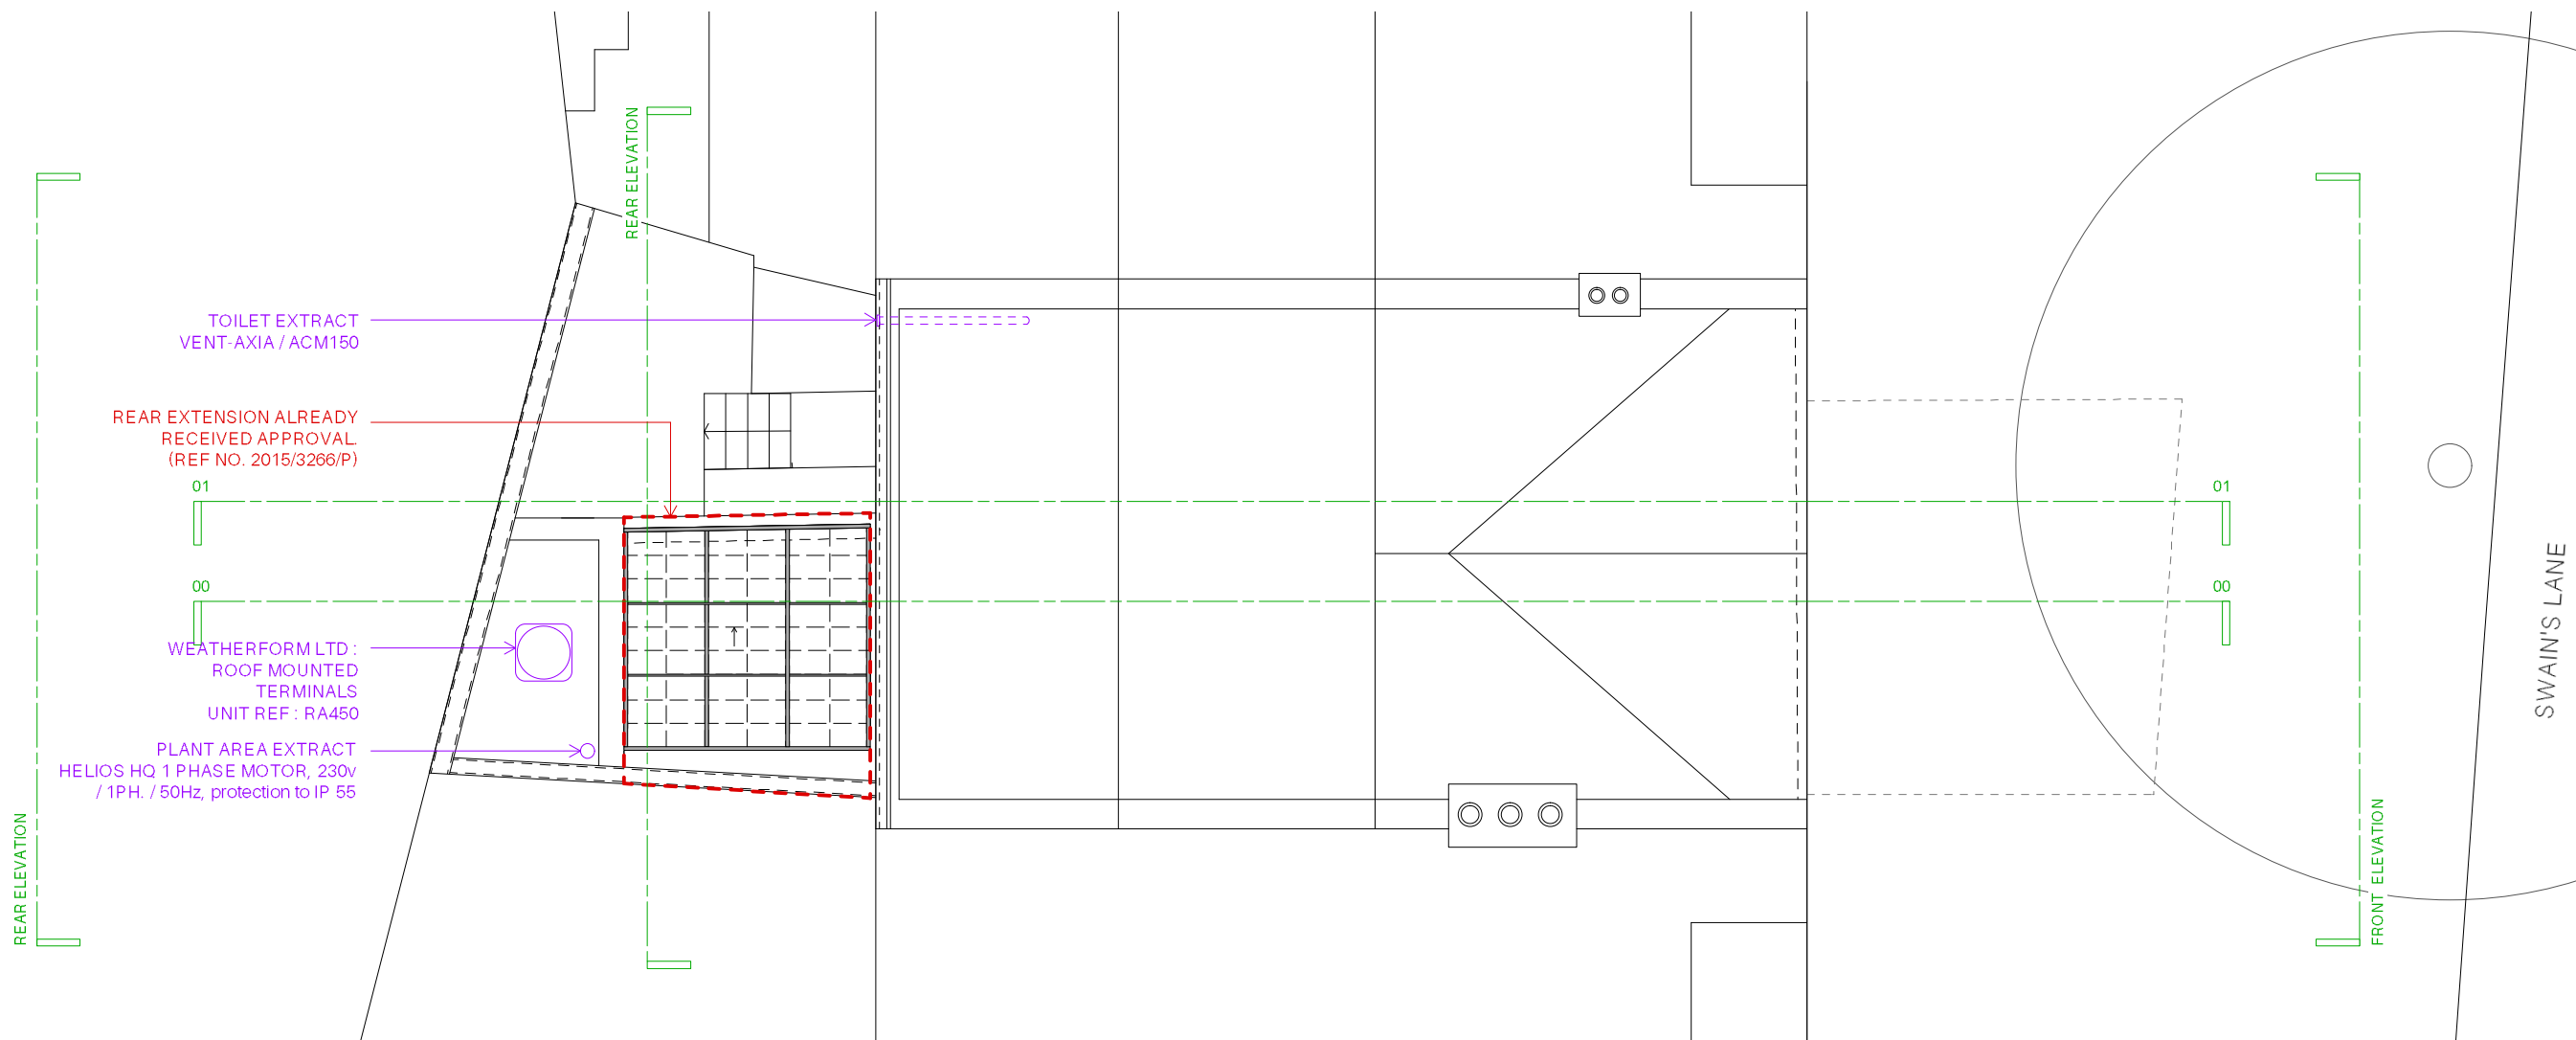 REAR ELEVATION
TOILET EXTRACT
VENT-AXIA / ACM150
REAR EXTENSION ALREADY
RECEIVED APPROVAL.
(REF NO. 2015/3266/P)
01
01
00
00
WEATHERFORM LTD :
ROOF MOUNTED
TERMINALS
UNIT REF : RA450
PLANT AREA EXTRACT
HELIOS HQ 1 PHASE MOTOR, 230v
/ 1PH. / 50Hz, protection to IP 55
REAR ELEVATION
FRONT ELEVATION
SWAIN'S LANE